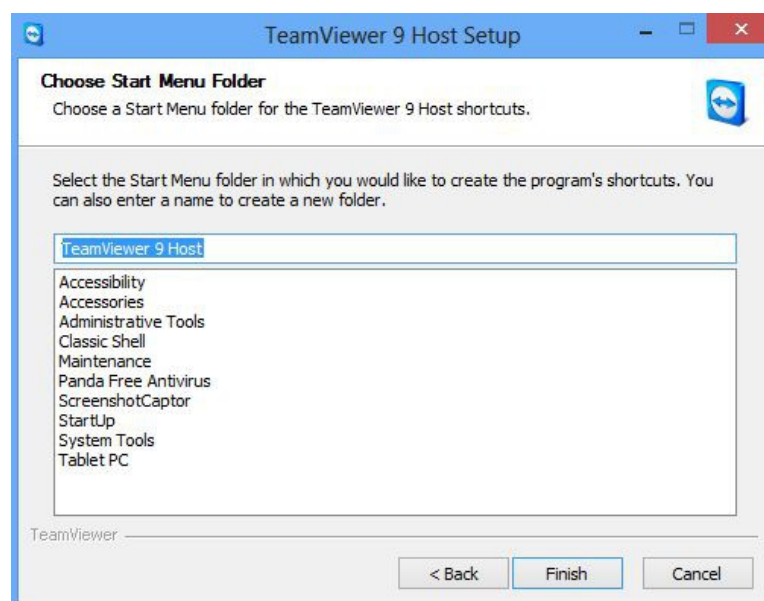 TeamViewer 9 Host Setup
Choose Start Menu Folder
Choose a Start Menu folder for the TeamViewer 9 Host shortcuts.
Select the Start Menu folder in which you would like to create the program's shortcuts. You
can also enter a name to create a new folder.
TeamViewer 9 Host
Accessibility
Accessories
Administrative Tools
Classic Shell
Maintenance
Panda Free Antivirus
ScreenshotCaptor
StartUp
System Tools
Tablet PC
TeamViewer
< Back Finish Cancel